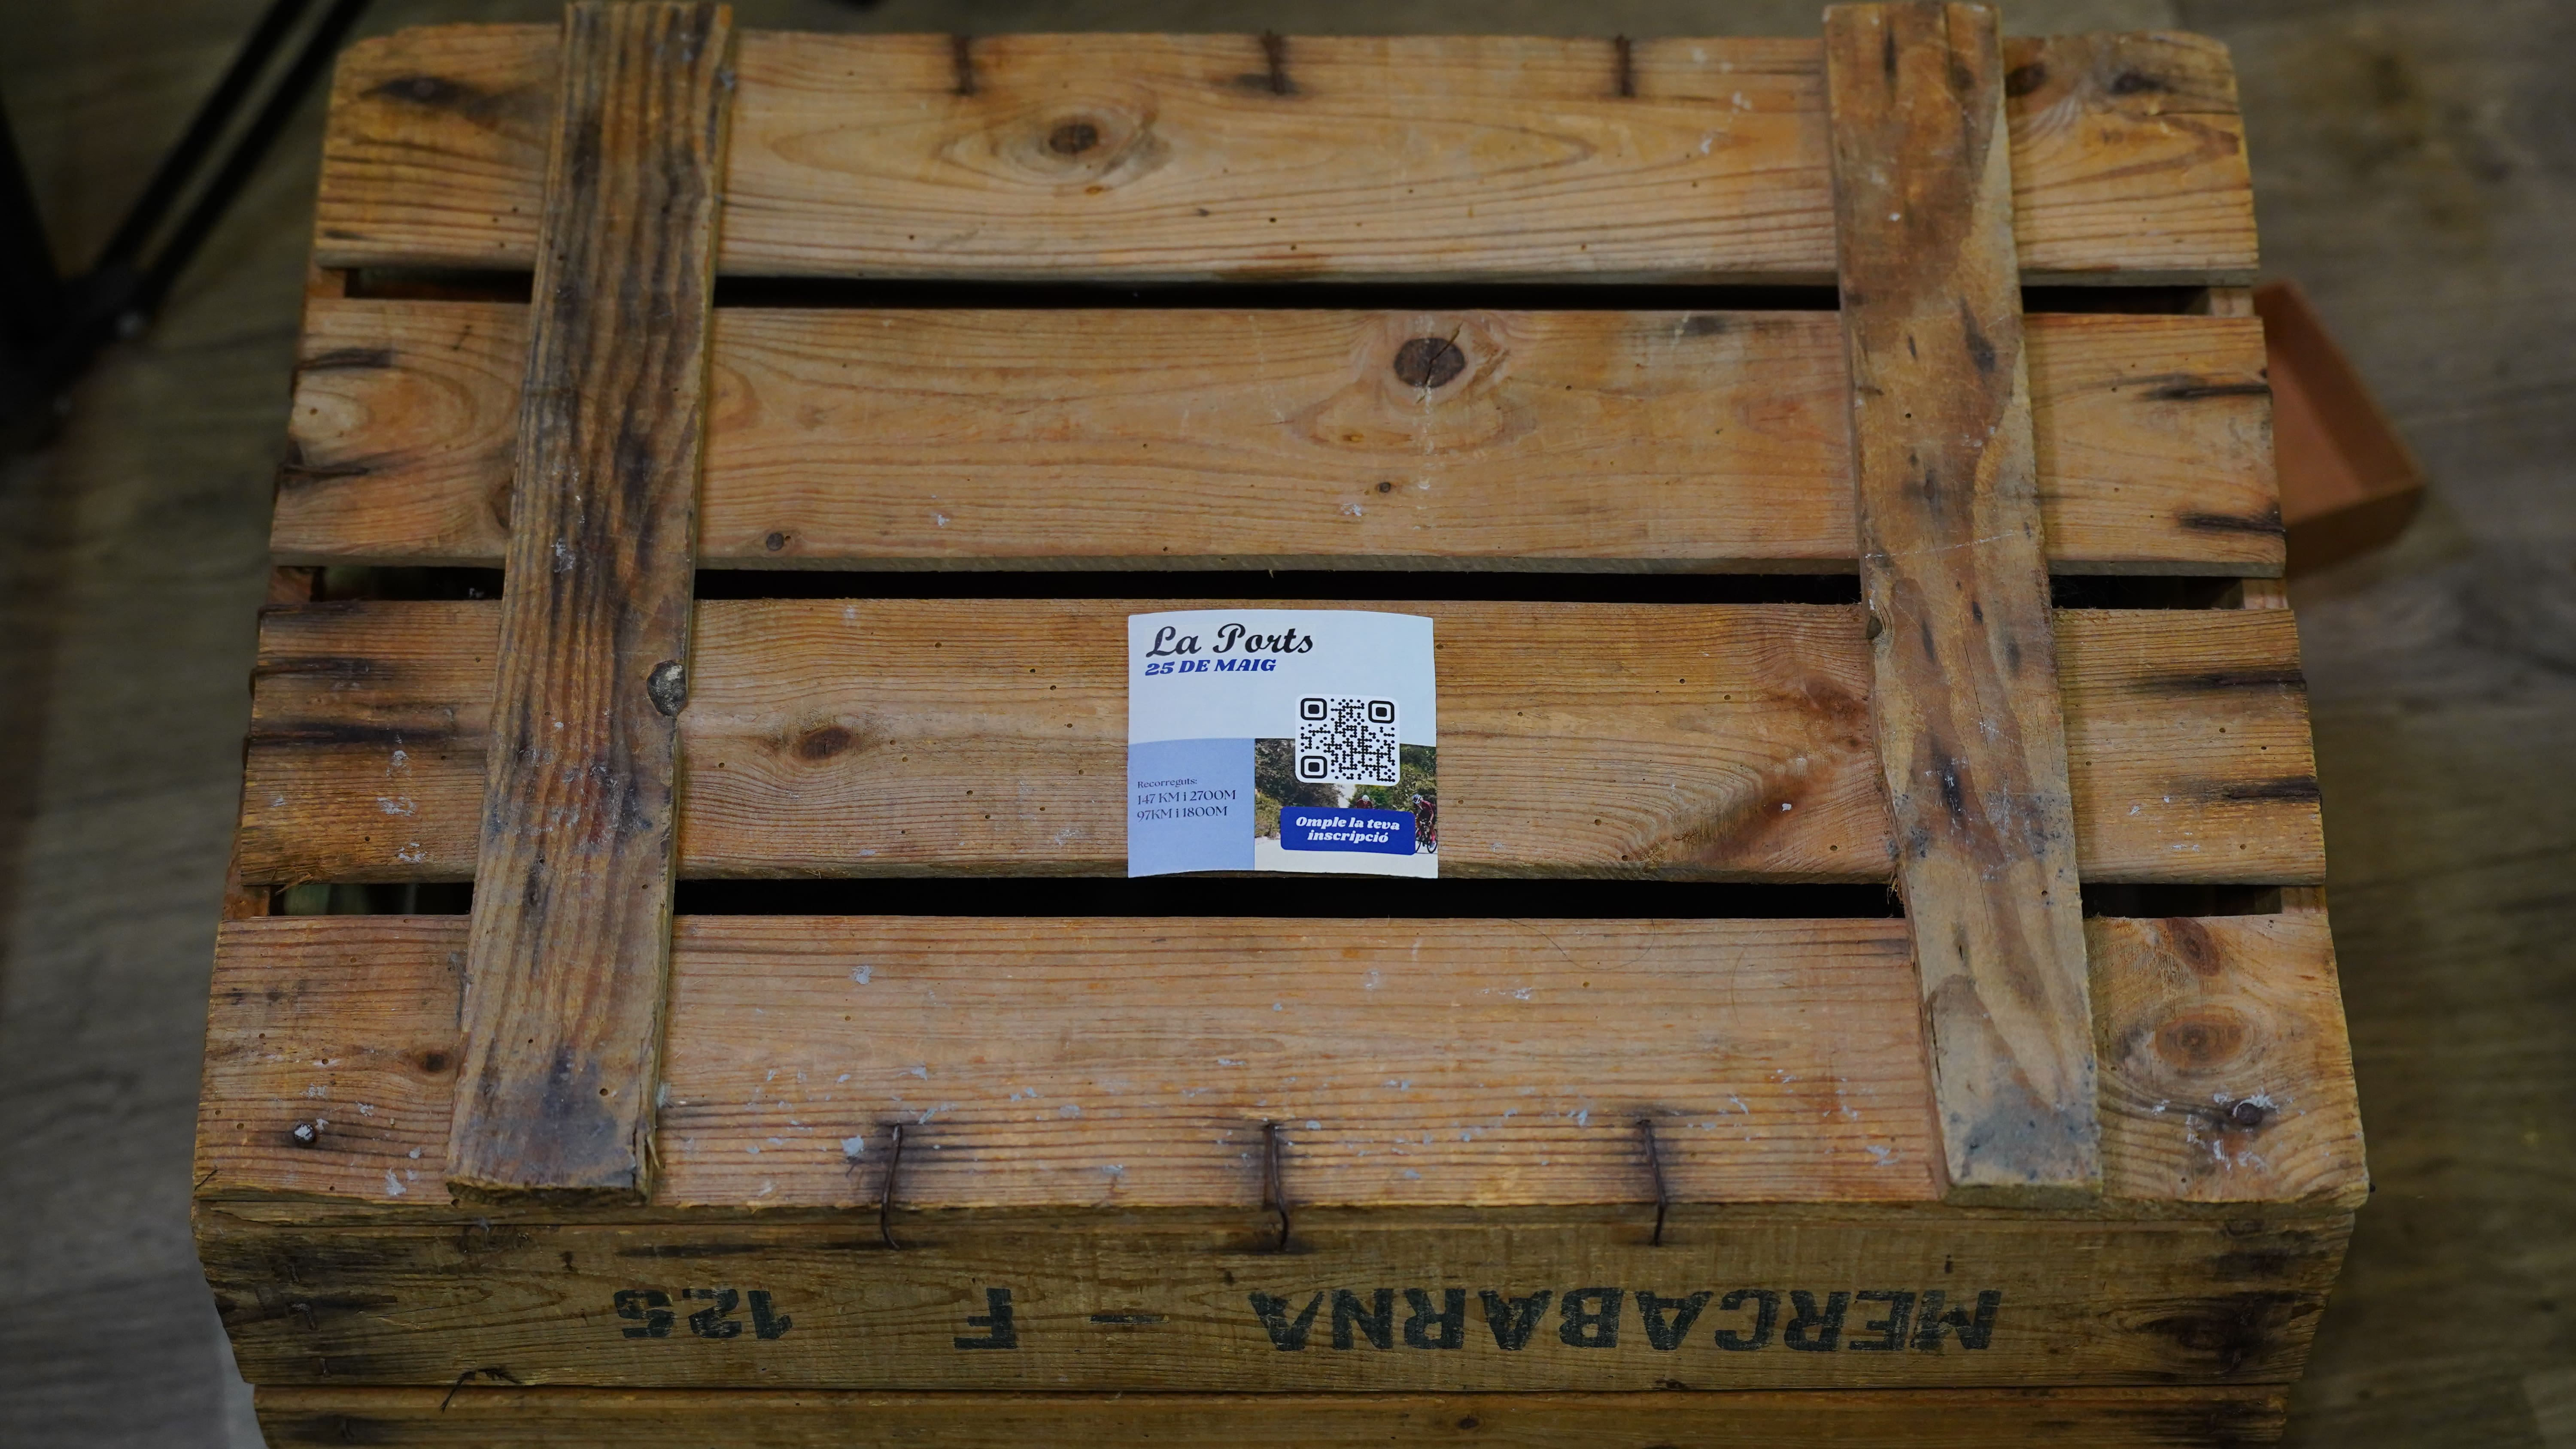 La Ports
25 DE MAIG
Recorreguts:
147 KM I 2700M
97KM I 1800M
Omple la teva
inscripció
MERCABARNA - F 125